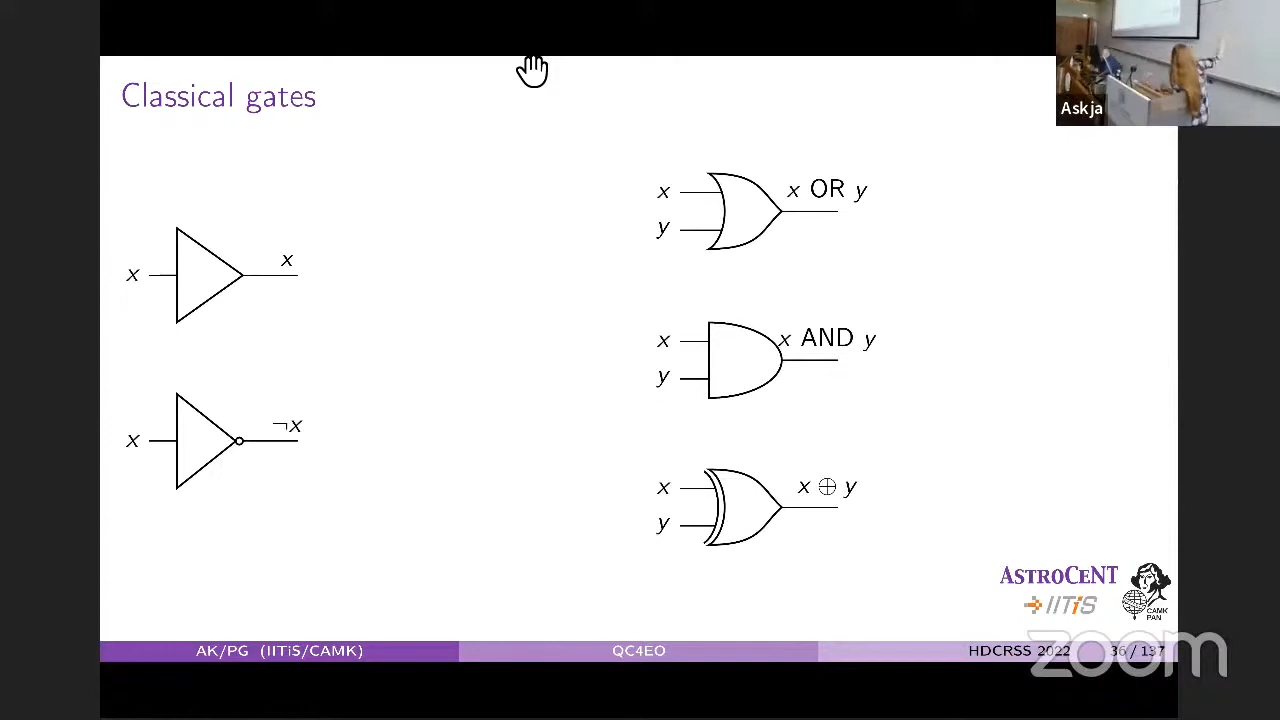 Classical gates
Askja
x
x
x
¬x
x
y
x OR y
x
y
x AND y
x
y
x ⊕ y
ASTROCENT
IITiS
CAMK
PAN
AK/PG (IITiS/CAMK)
QC4EO
HDCRSS 2022
36 / 137
zoom